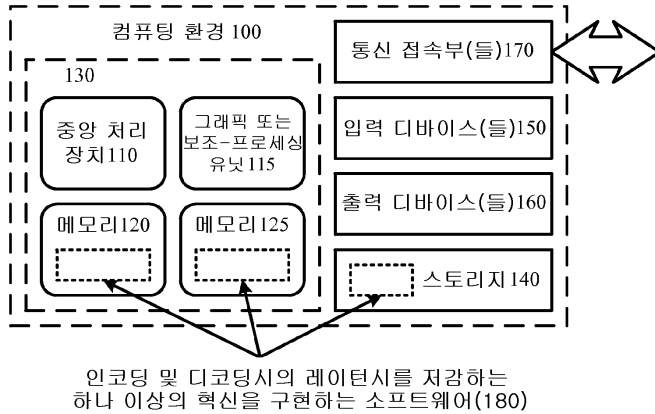 컴퓨팅 환경 100
통신 접속부(들)170
130
중앙 처리
장치110
그래픽 또는
보조-프로세싱
유닛115
입력 디바이스(들)150
출력 디바이스(들)160
메모리120
메모리125
스토리지140
인코딩 및 디코딩시의 레이턴시를 저감하는
하나 이상의 혁신을 구현하는 소프트웨어(180)